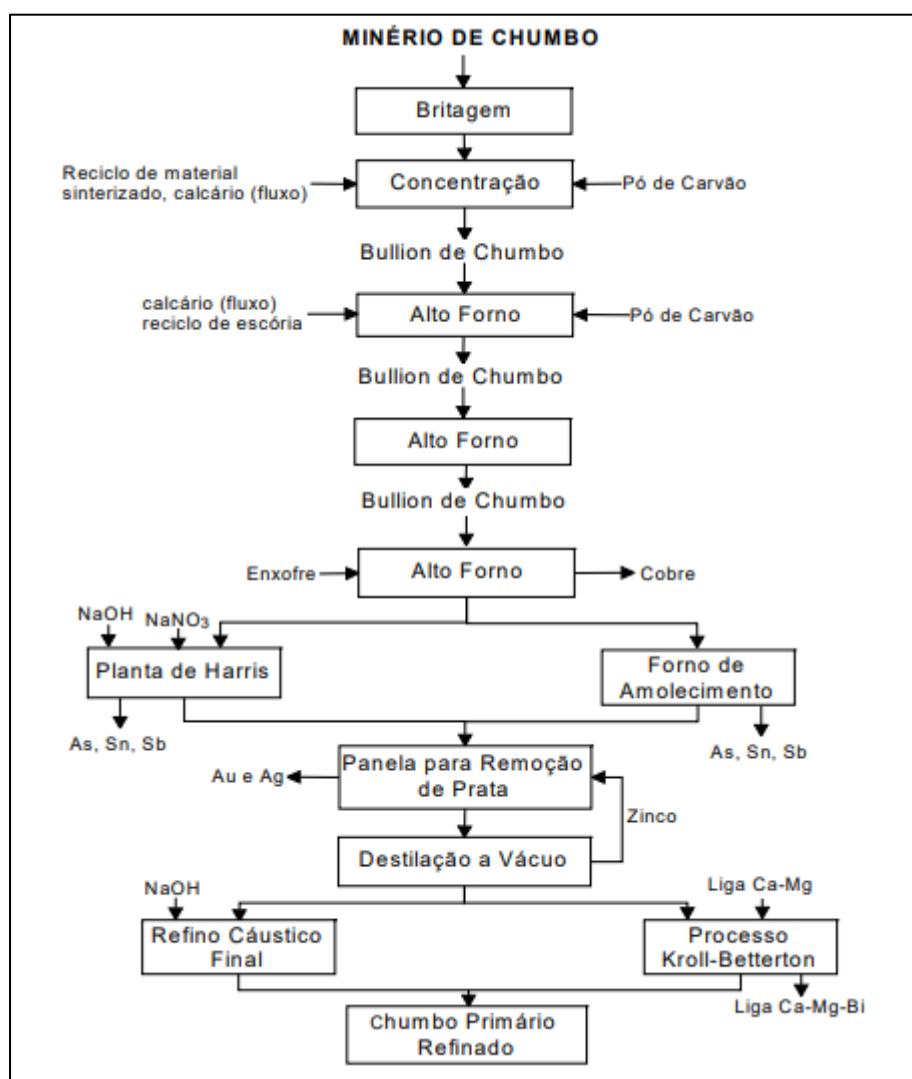 MINÉRIO DE CHUMBO
Britagem
Reciclo de material
sinterizado, calcário (fluxo)
Concentração
Pó de Carvão
Bullion de Chumbo
calcário (fluxo)
reciclo de escória
Alto Forno
Pó de Carvão
Bullion de Chumbo
Alto Forno
Bullion de Chumbo
Enxofre
Alto Forno
Cobre
NaOH
NaNO₃
Planta de Harris
Forno de
Amolecimento
As, Sn, Sb
As, Sn, Sb
Au e Ag
Panela para Remoção
de Prata
Zinco
Destilação a Vácuo
NaOH
Liga Ca-Mg
Refino Cáustico
Final
Processo
Kroll-Betterton
Liga Ca-Mg-Bi
Chumbo Primário
Refinado